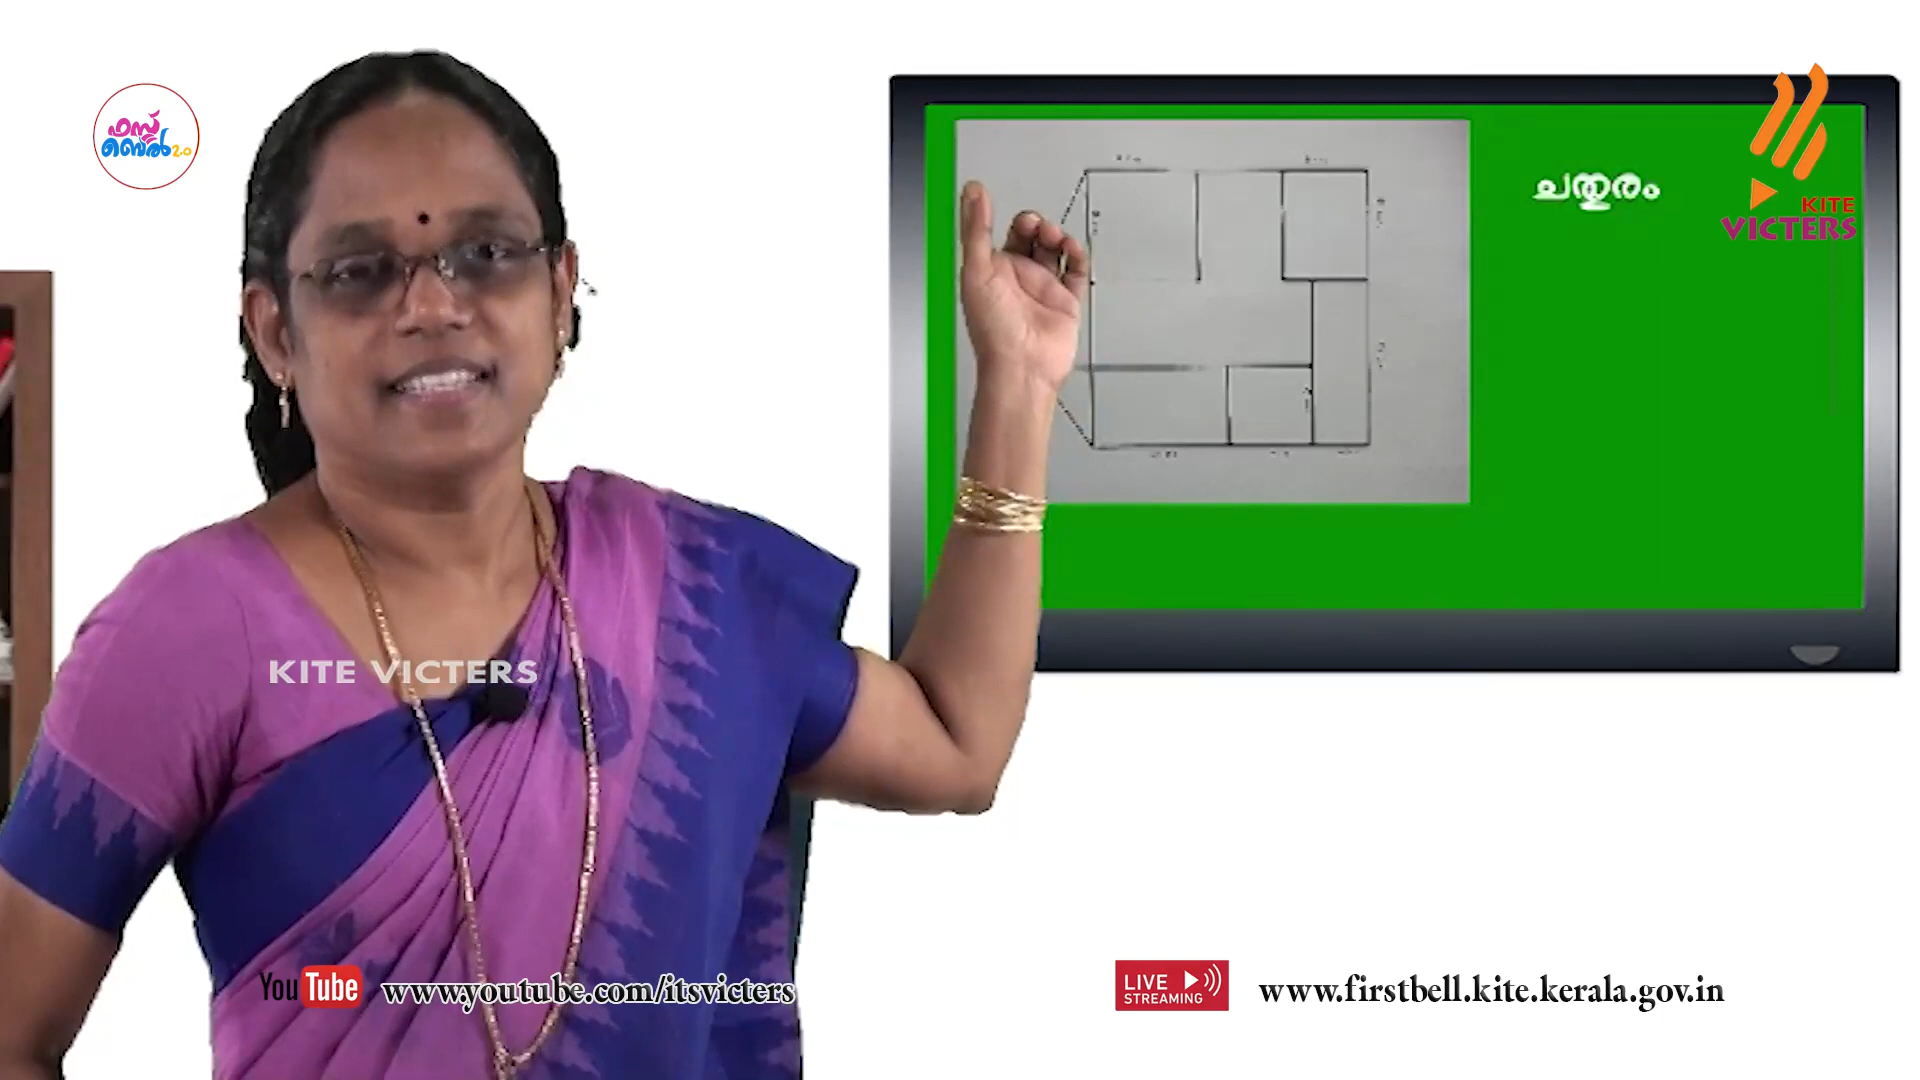 ഫസ്റ്റ്
ബെൽ 2.0
ചതുരം
KITE
VICTERS
KITE VICTERS
YouTube www.youtube.com/itsvicters
LIVE
STREAMING
www.firstbell.kite.kerala.gov.in